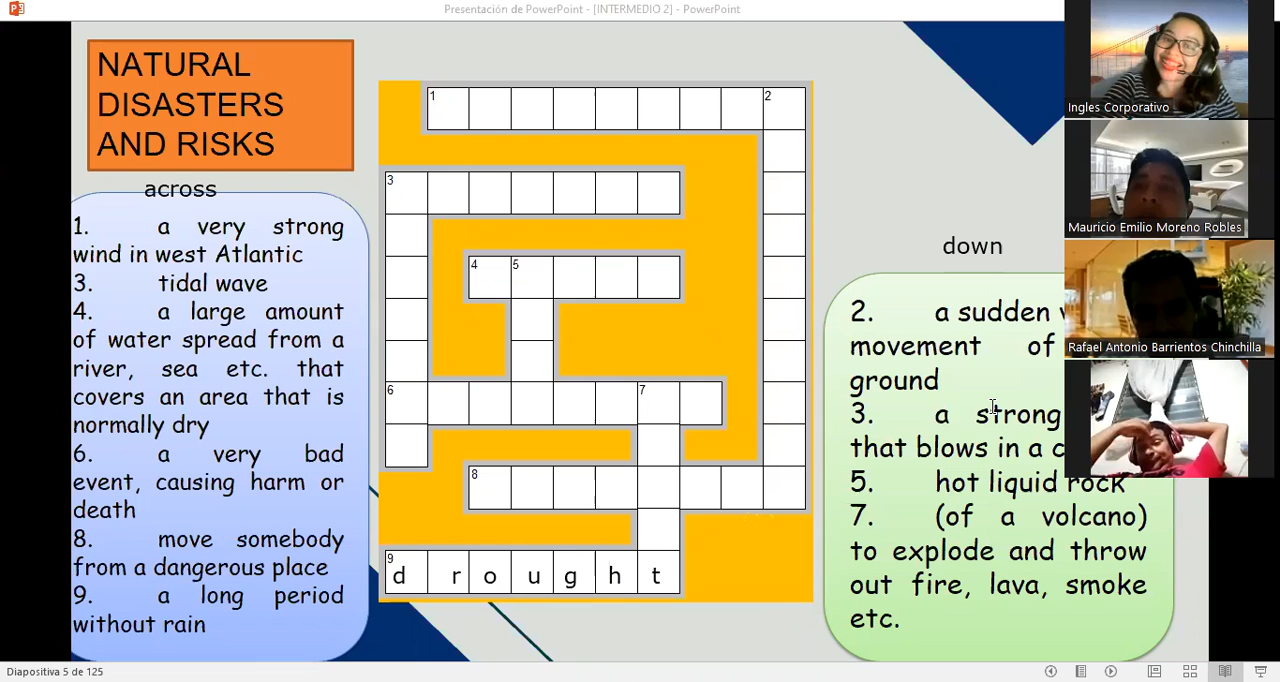 Presentación de PowerPoint - [INTERMEDIO 2] - PowerPoint
NATURAL
DISASTERS
AND RISKS
across
1. a very strong
wind in west Atlantic
3. tidal wave
4. a large amount
of water spread from a
river, sea etc. that
covers an area that is
normally dry
6. a very bad
event, causing harm or
death
8. move somebody
from a dangerous place
9. a long period
without rain
1 2
3
4 5
6 7
8
9
d r o u g h t
down
2. a sudden
movement of
ground
3. a strong
that blows in a
5. hot liquid rock
7. (of a volcano)
to explode and throw
out fire, lava, smoke
etc.
Ingles Corporativo
Mauricio Emilio Moreno Robles
Rafael Antonio Barrientos Chinchilla
Diapositiva 5 de 125